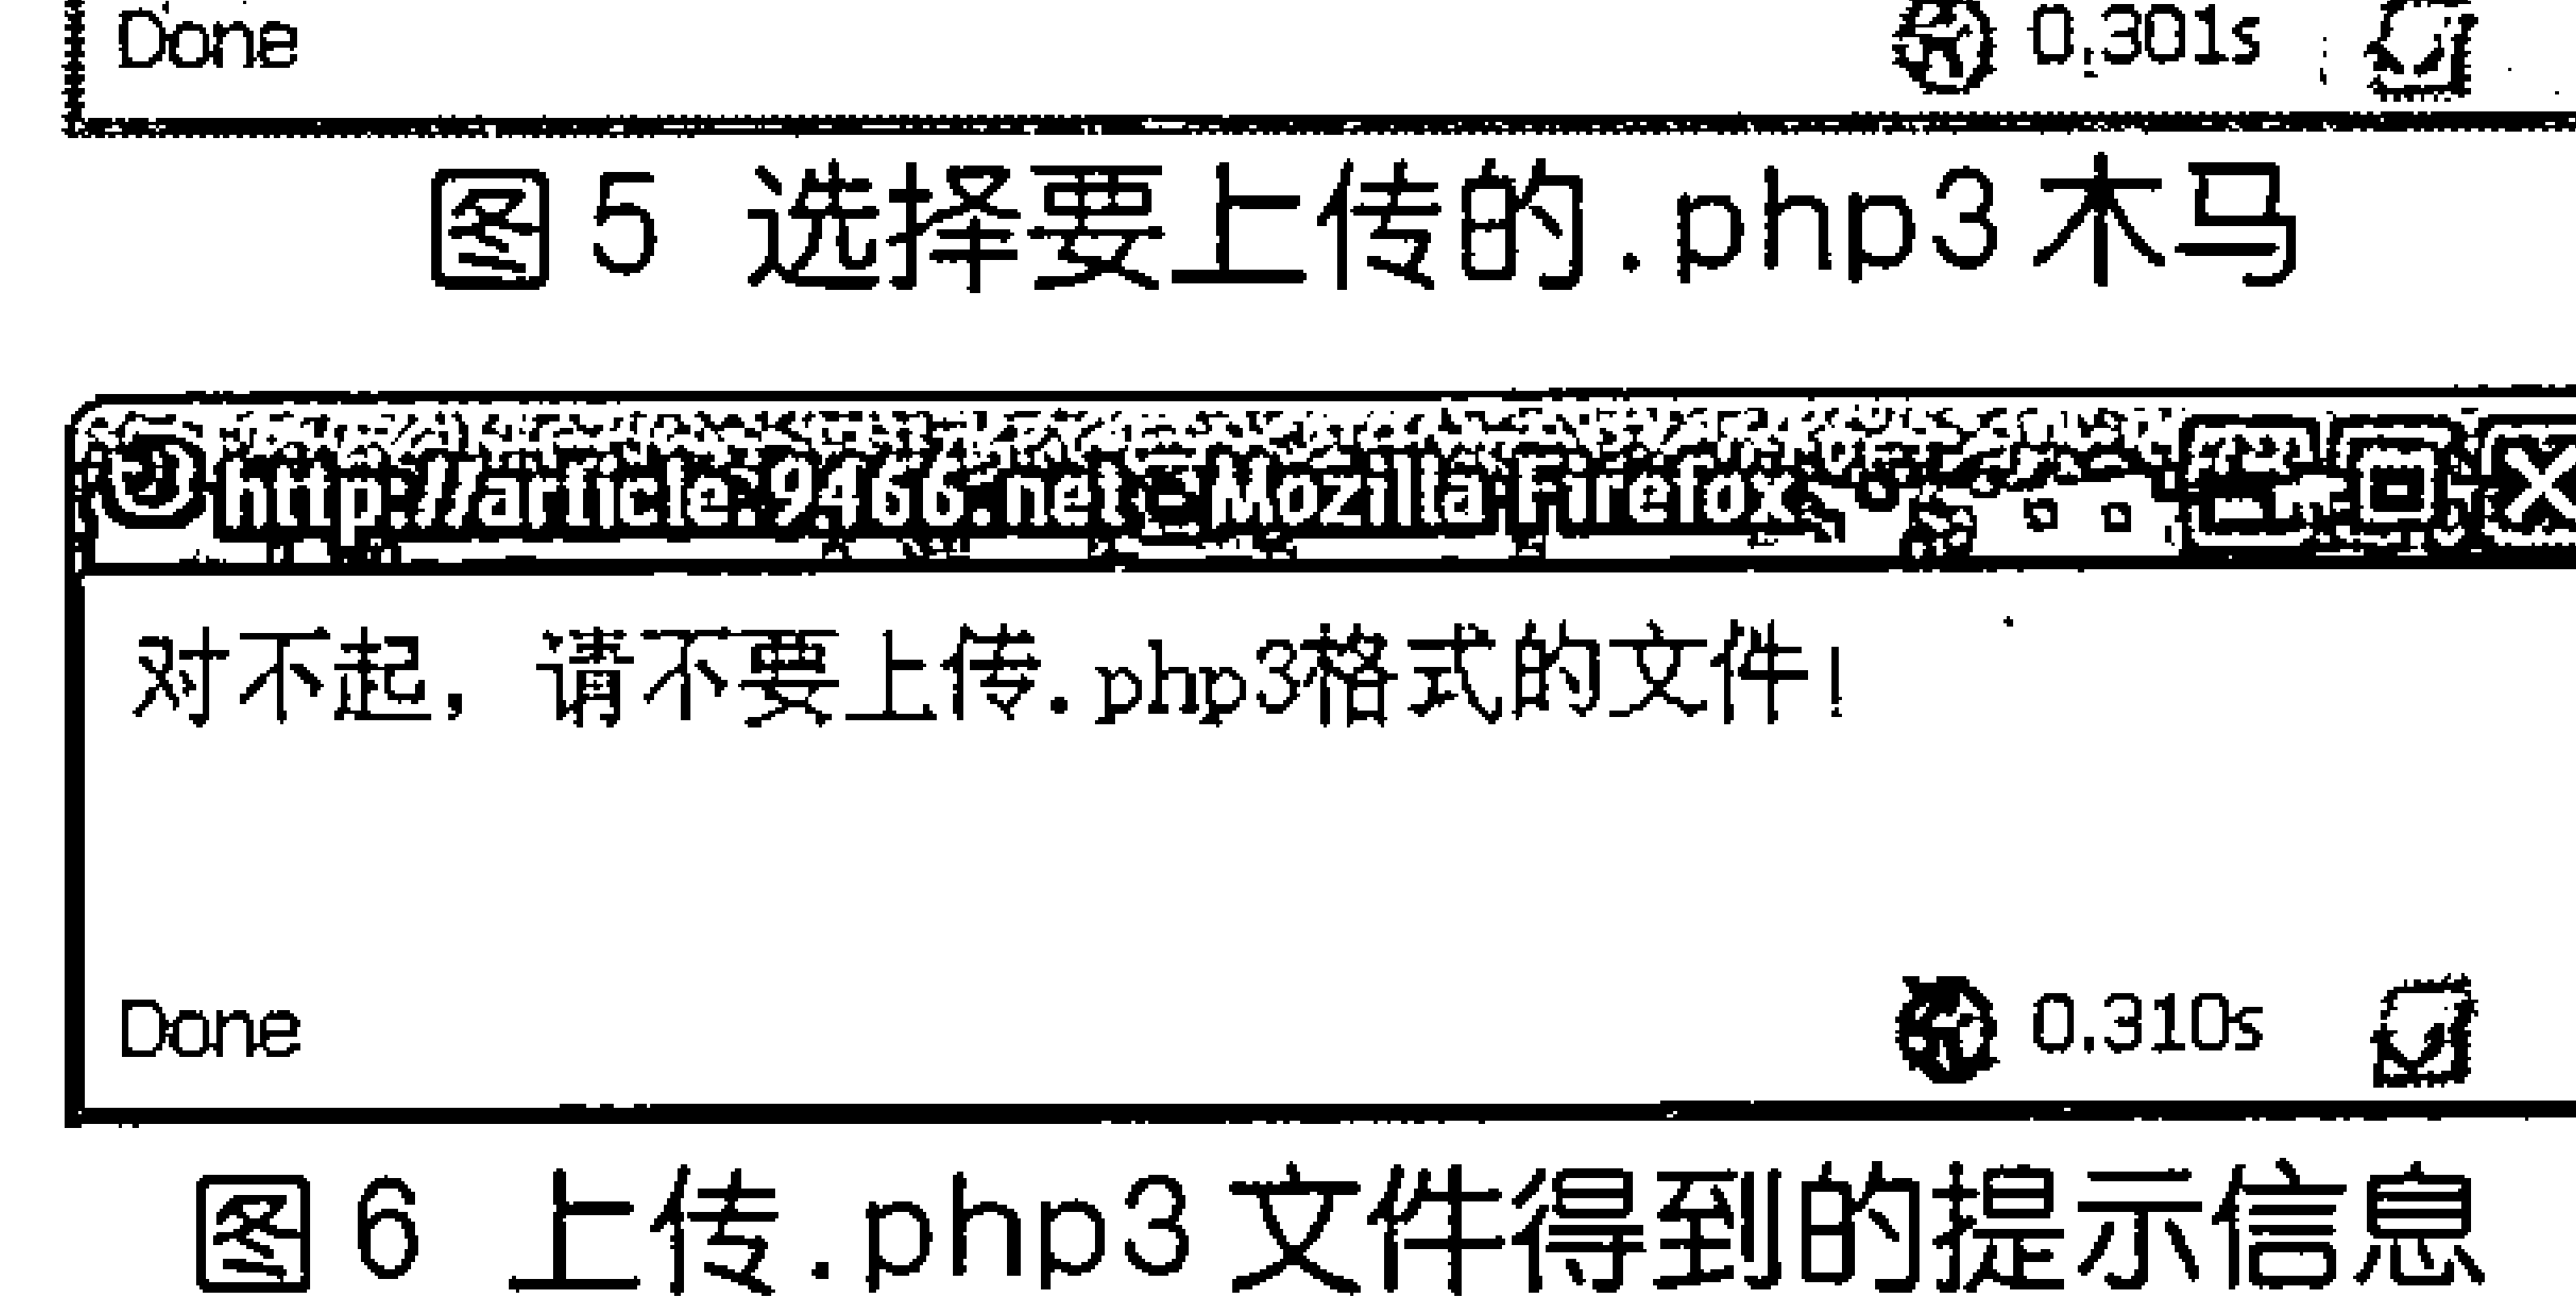 Done 0.301s
图5 选择要上传的.php3木马
http://article.9466.net - Mozilla Firefox
对不起，请不要上传.php3格式的文件！
Done 0.310s
图6 上传.php3文件得到的提示信息